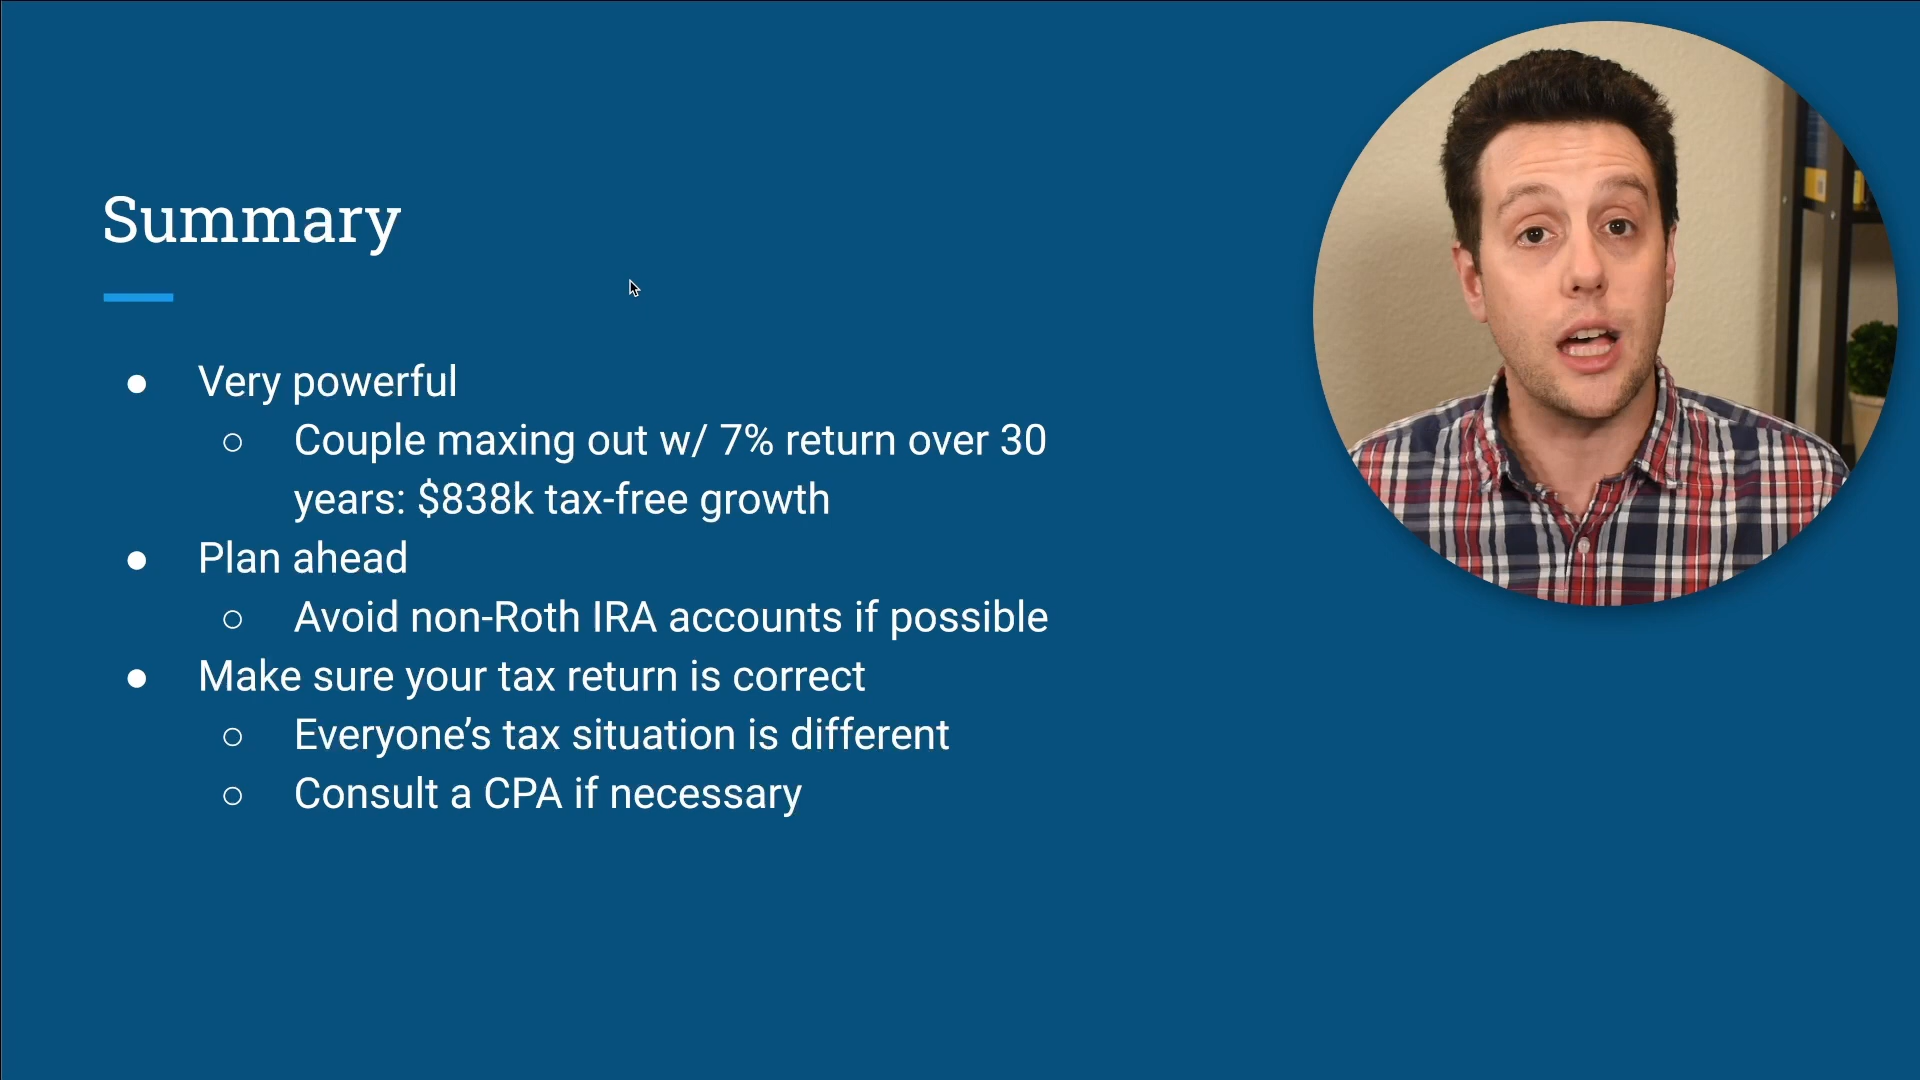 Summary
● Very powerful
○ Couple maxing out w/ 7% return over 30
years: $838k tax-free growth
● Plan ahead
○ Avoid non-Roth IRA accounts if possible
● Make sure your tax return is correct
○ Everyone’s tax situation is different
○ Consult a CPA if necessary